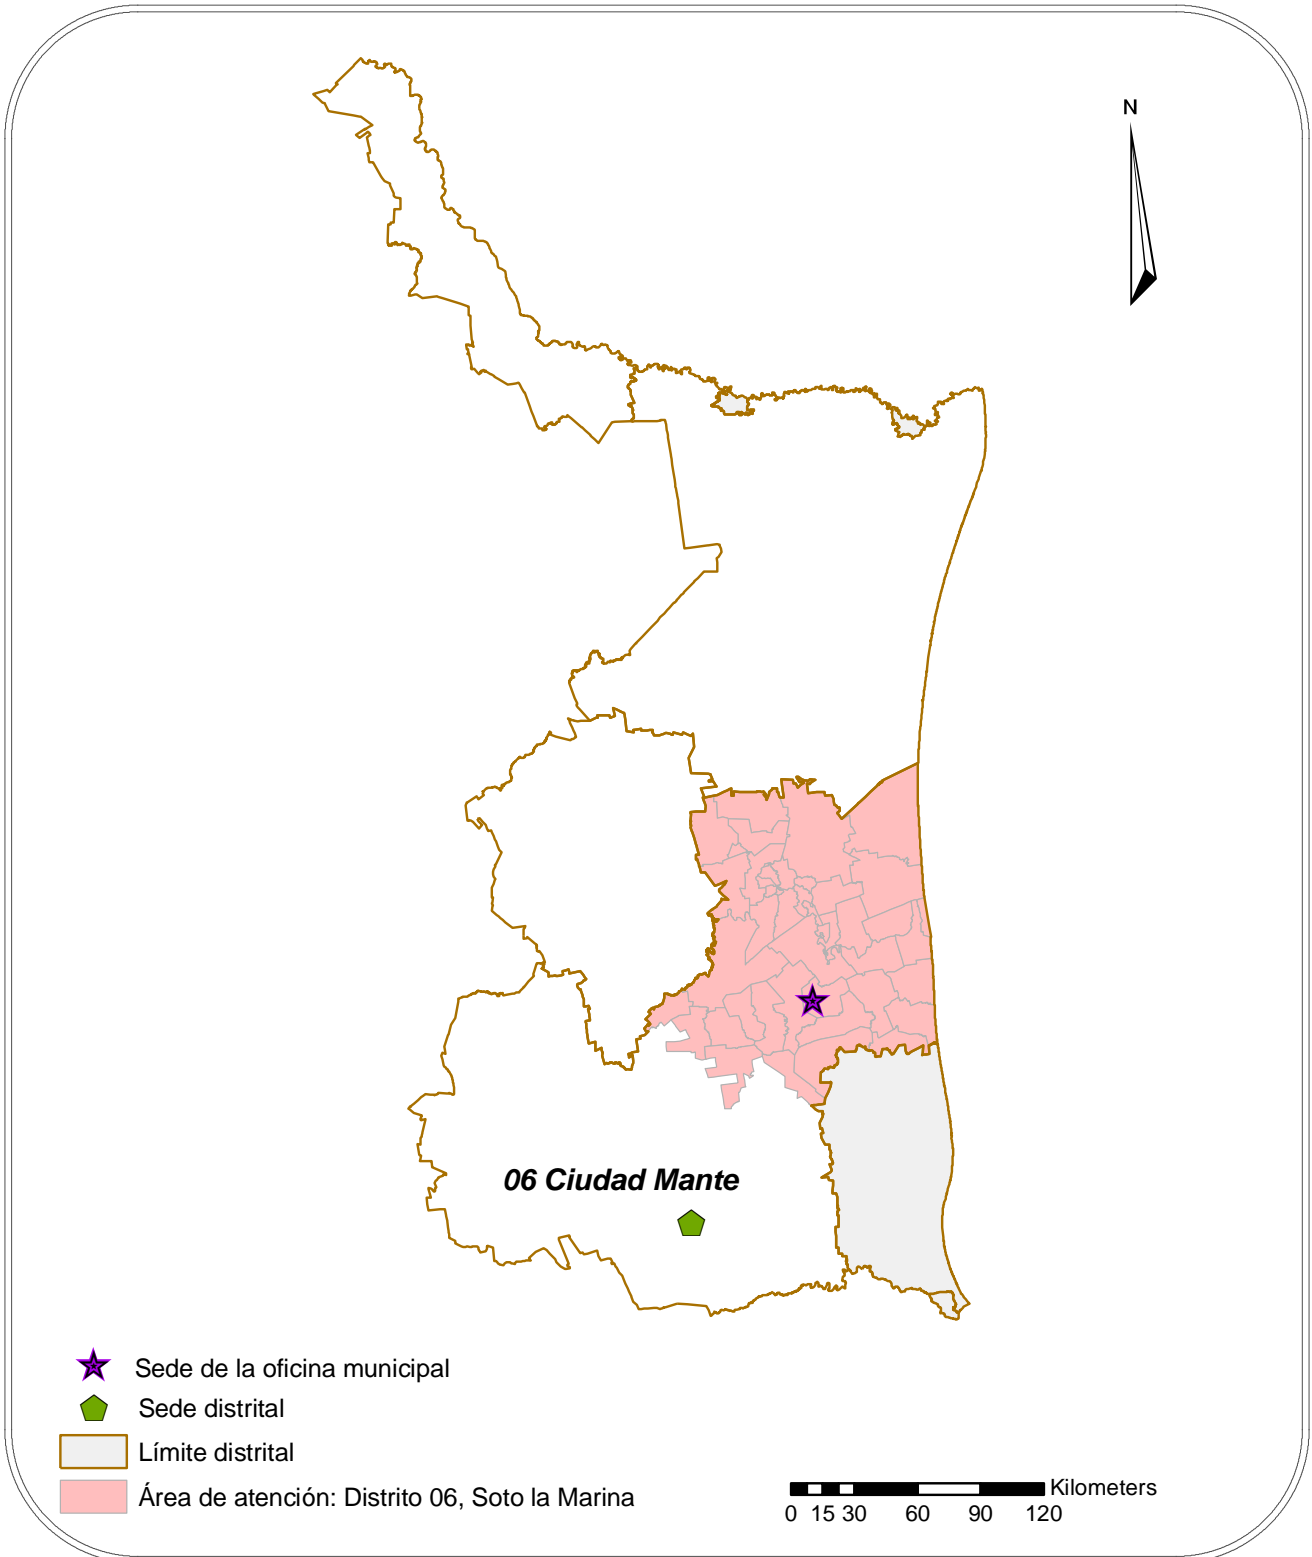 N
06 Ciudad Mante
Sede de la oficina municipal
Sede distrital
Límite distrital
Área de atención: Distrito 06, Soto la Marina
Kilometers
0 15 30 60 90 120